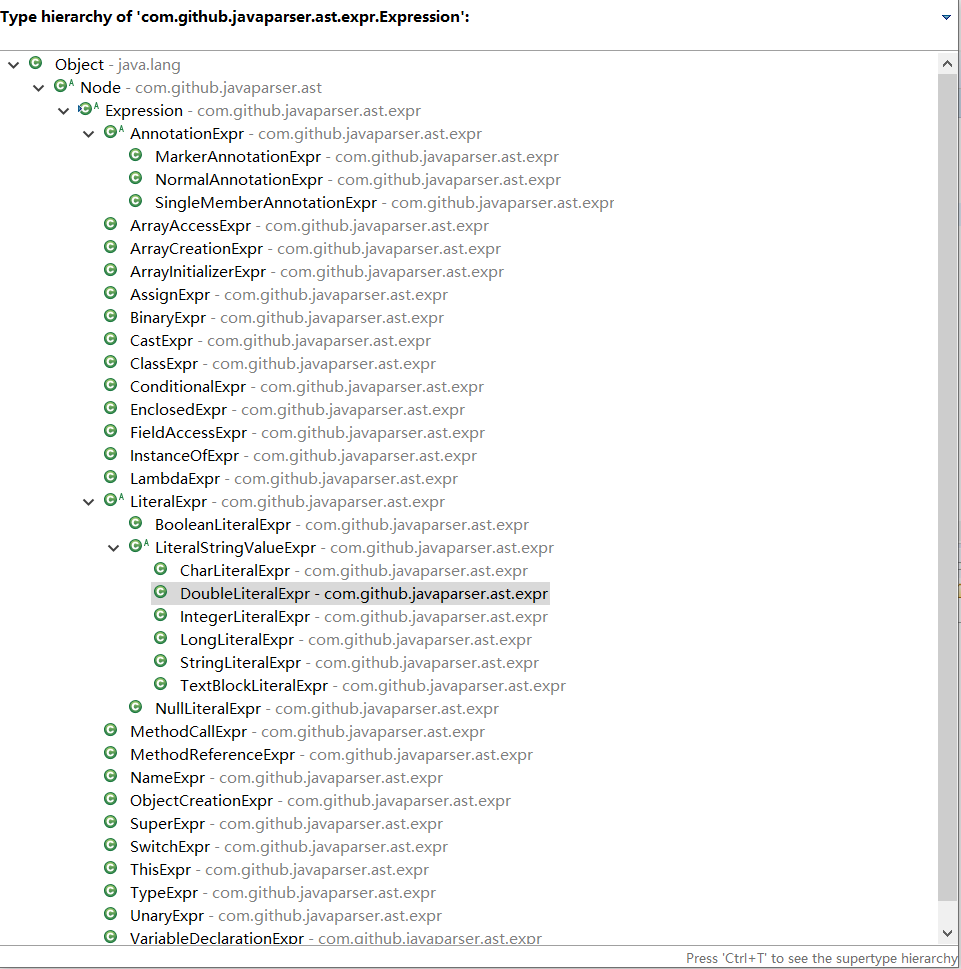 Type hierarchy of 'com.github.javaparser.ast.expr.Expression':
Object - java.lang
Node - com.github.javaparser.ast
Expression - com.github.javaparser.ast.expr
AnnotationExpr - com.github.javaparser.ast.expr
MarkerAnnotationExpr - com.github.javaparser.ast.expr
NormalAnnotationExpr - com.github.javaparser.ast.expr
SingleMemberAnnotationExpr - com.github.javaparser.ast.expr
ArrayAccessExpr - com.github.javaparser.ast.expr
ArrayCreationExpr - com.github.javaparser.ast.expr
ArrayInitializerExpr - com.github.javaparser.ast.expr
AssignExpr - com.github.javaparser.ast.expr
BinaryExpr - com.github.javaparser.ast.expr
CastExpr - com.github.javaparser.ast.expr
ClassExpr - com.github.javaparser.ast.expr
ConditionalExpr - com.github.javaparser.ast.expr
EnclosedExpr - com.github.javaparser.ast.expr
FieldAccessExpr - com.github.javaparser.ast.expr
InstanceOfExpr - com.github.javaparser.ast.expr
LambdaExpr - com.github.javaparser.ast.expr
LiteralExpr - com.github.javaparser.ast.expr
BooleanLiteralExpr - com.github.javaparser.ast.expr
LiteralStringValueExpr - com.github.javaparser.ast.expr
CharLiteralExpr - com.github.javaparser.ast.expr
DoubleLiteralExpr - com.github.javaparser.ast.expr
IntegerLiteralExpr - com.github.javaparser.ast.expr
LongLiteralExpr - com.github.javaparser.ast.expr
StringLiteralExpr - com.github.javaparser.ast.expr
TextBlockLiteralExpr - com.github.javaparser.ast.expr
NullLiteralExpr - com.github.javaparser.ast.expr
MethodCallExpr - com.github.javaparser.ast.expr
MethodReferenceExpr - com.github.javaparser.ast.expr
NameExpr - com.github.javaparser.ast.expr
ObjectCreationExpr - com.github.javaparser.ast.expr
SuperExpr - com.github.javaparser.ast.expr
SwitchExpr - com.github.javaparser.ast.expr
ThisExpr - com.github.javaparser.ast.expr
TypeExpr - com.github.javaparser.ast.expr
UnaryExpr - com.github.javaparser.ast.expr
VariableDeclarationExpr - com.github.javaparser.ast.expr
Press 'Ctrl+T' to see the supertype hierarchy